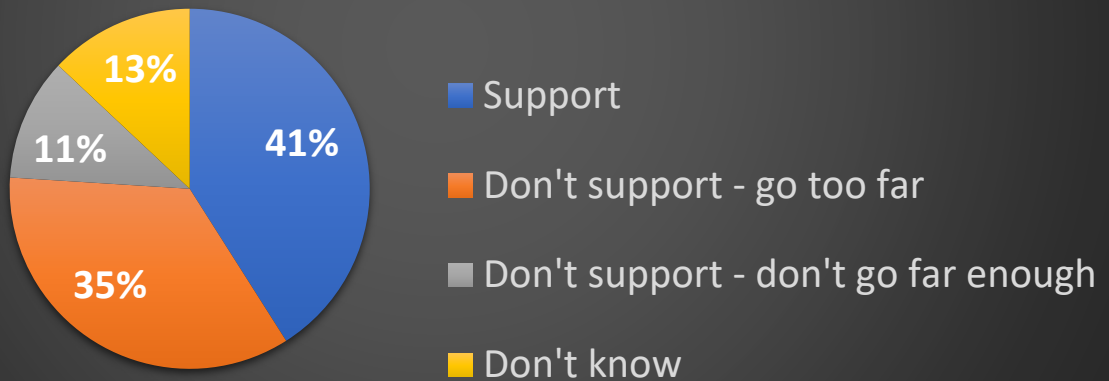 13%
41%
11%
35%
Support
Don't support - go too far
Don't support - don't go far enough
Don't know